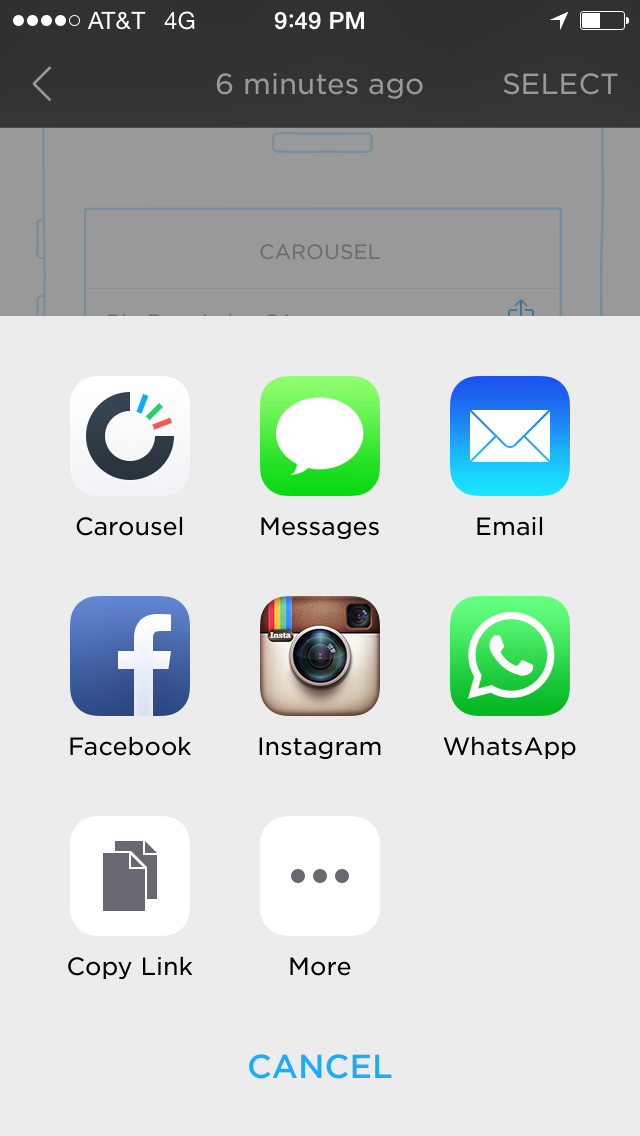 AT&T 4G 9:49 PM
6 minutes ago SELECT
CAROUSEL
Carousel Messages Email
Insta
Facebook Instagram WhatsApp
Copy Link More
CANCEL